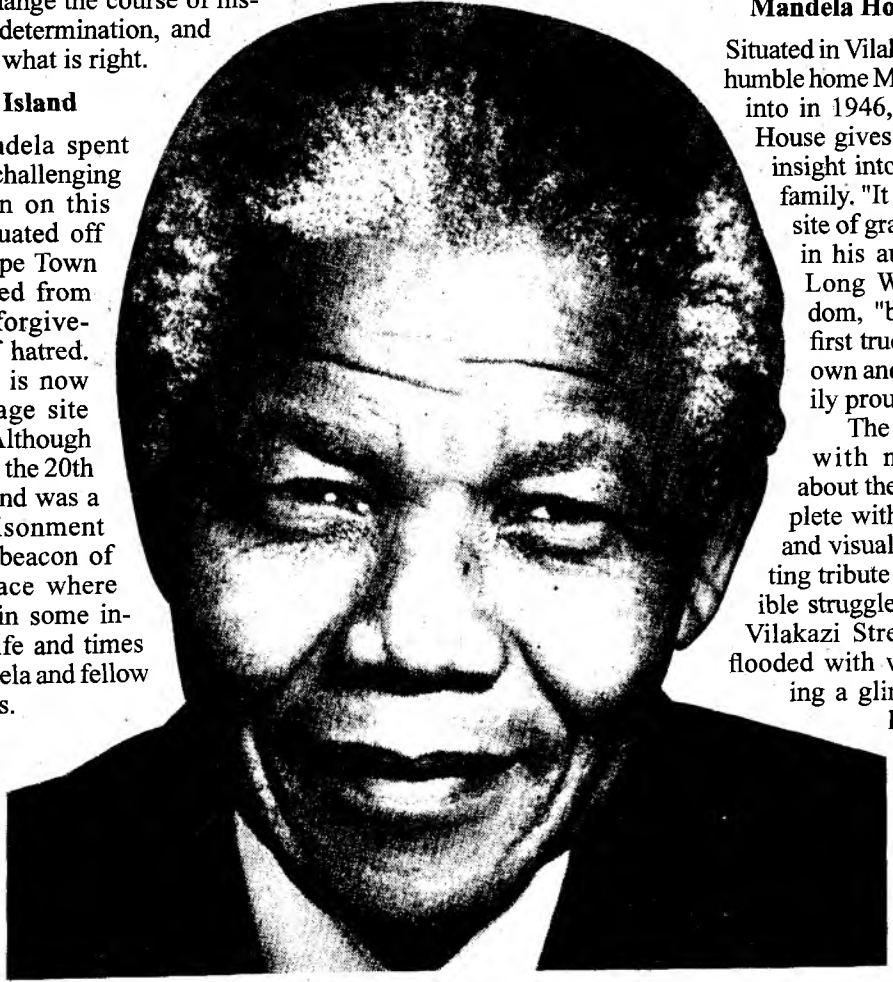 ange the course of his-
determination, and
what is right.
Island
dela spent
challenging
n on this
uated off
pe Town
ed from
forgive-
hatred.
is now
age site
Although
the 20th
nd was a
isonment
beacon of
ace where
in some in-
fe and times
ela and fellow
s.
Mandela Ho
Situated in Vilak
humble home M
into in 1946,
House gives
insight into
family. "It
site of gra
in his au
Long W
dom, "b
first true
own and
ily prou
The
with m
about the
plete with
and visual
ting tribute
ible struggle
Vilakazi Stre
flooded with v
ing a glim